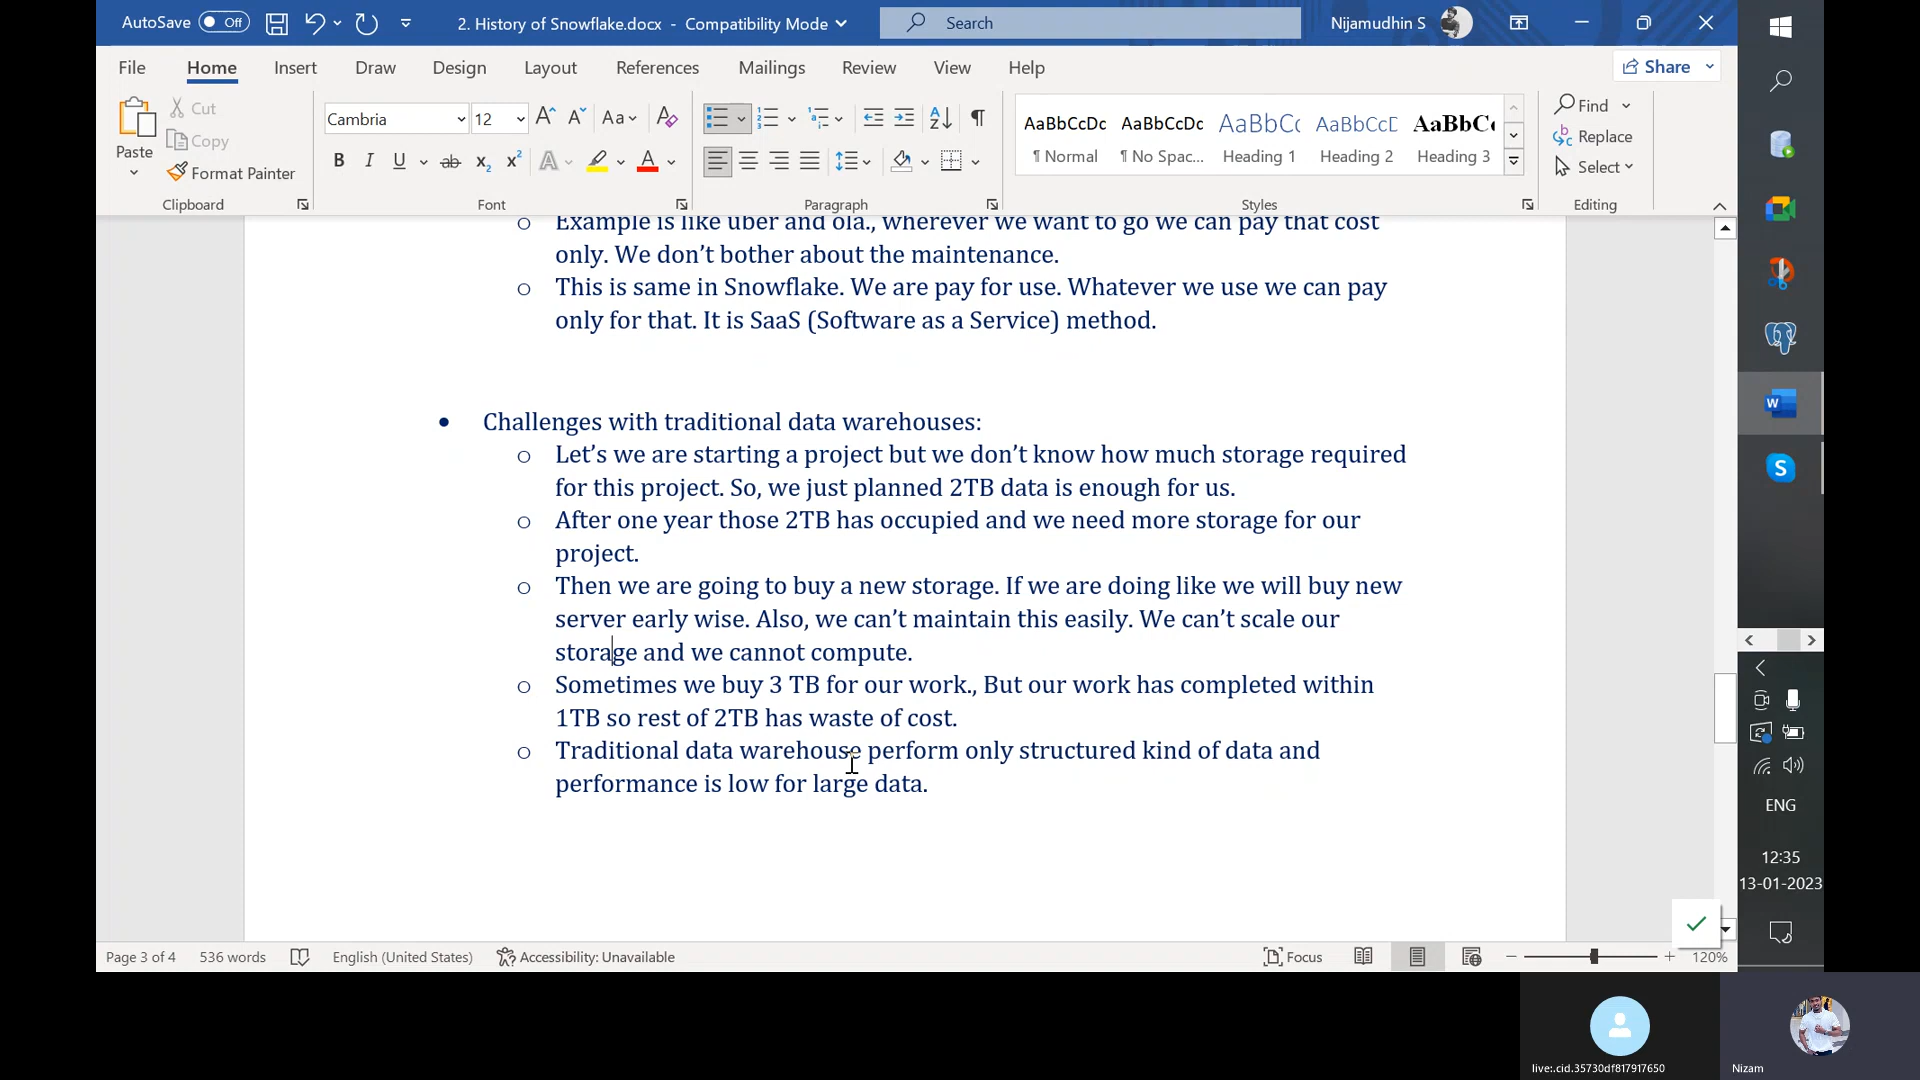 AutoSave Off 2. History of Snowflake.docx - Compatibility Mode Search Nijamudhin S
File Home Insert Draw Design Layout References Mailings Review View Help Share
Paste Cut Copy Format Painter
Cambria 12 Aa
B I U ab x₂ x² A A
AaBbCcDc AaBbCcDc AaBbCc AaBbCcD AaBbCc
¶ Normal ¶ No Spac... Heading 1 Heading 2 Heading 3
Find
Replace
Select
Clipboard Font Paragraph Styles Editing
o Example is like uber and ola., wherever we want to go we can pay that cost
only. We don’t bother about the maintenance.
o This is same in Snowflake. We are pay for use. Whatever we use we can pay
only for that. It is SaaS (Software as a Service) method.
• Challenges with traditional data warehouses:
o Let’s we are starting a project but we don’t know how much storage required
for this project. So, we just planned 2TB data is enough for us.
o After one year those 2TB has occupied and we need more storage for our
project.
o Then we are going to buy a new storage. If we are doing like we will buy new
server early wise. Also, we can’t maintain this easily. We can’t scale our
storage and we cannot compute.
o Sometimes we buy 3 TB for our work., But our work has completed within
1TB so rest of 2TB has waste of cost.
o Traditional data warehouse perform only structured kind of data and
performance is low for large data.
Page 3 of 4 536 words English (United States) Accessibility: Unavailable Focus 120%
ENG
12:35
13-01-2023
live:.cid.35730df817917650 Nizam